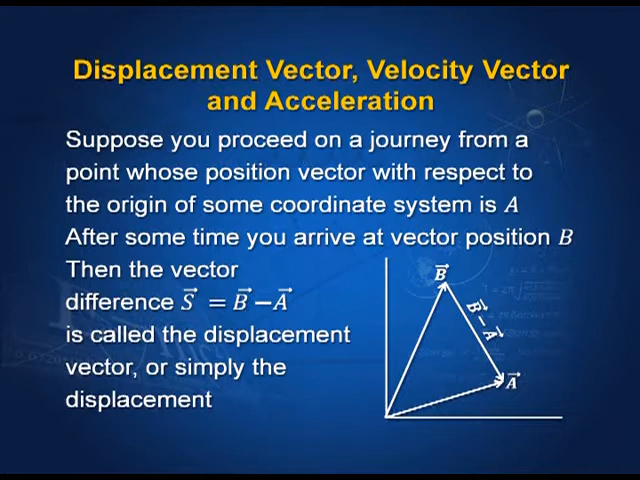 Displacement Vector, Velocity Vector
and Acceleration
Suppose you proceed on a journey from a
point whose position vector with respect to
the origin of some coordinate system is A
After some time you arrive at vector position B
Then the vector
difference S⃗ = B⃗ – A⃗
is called the displacement
vector, or simply the
displacement
B⃗
B⃗ – A⃗
A⃗